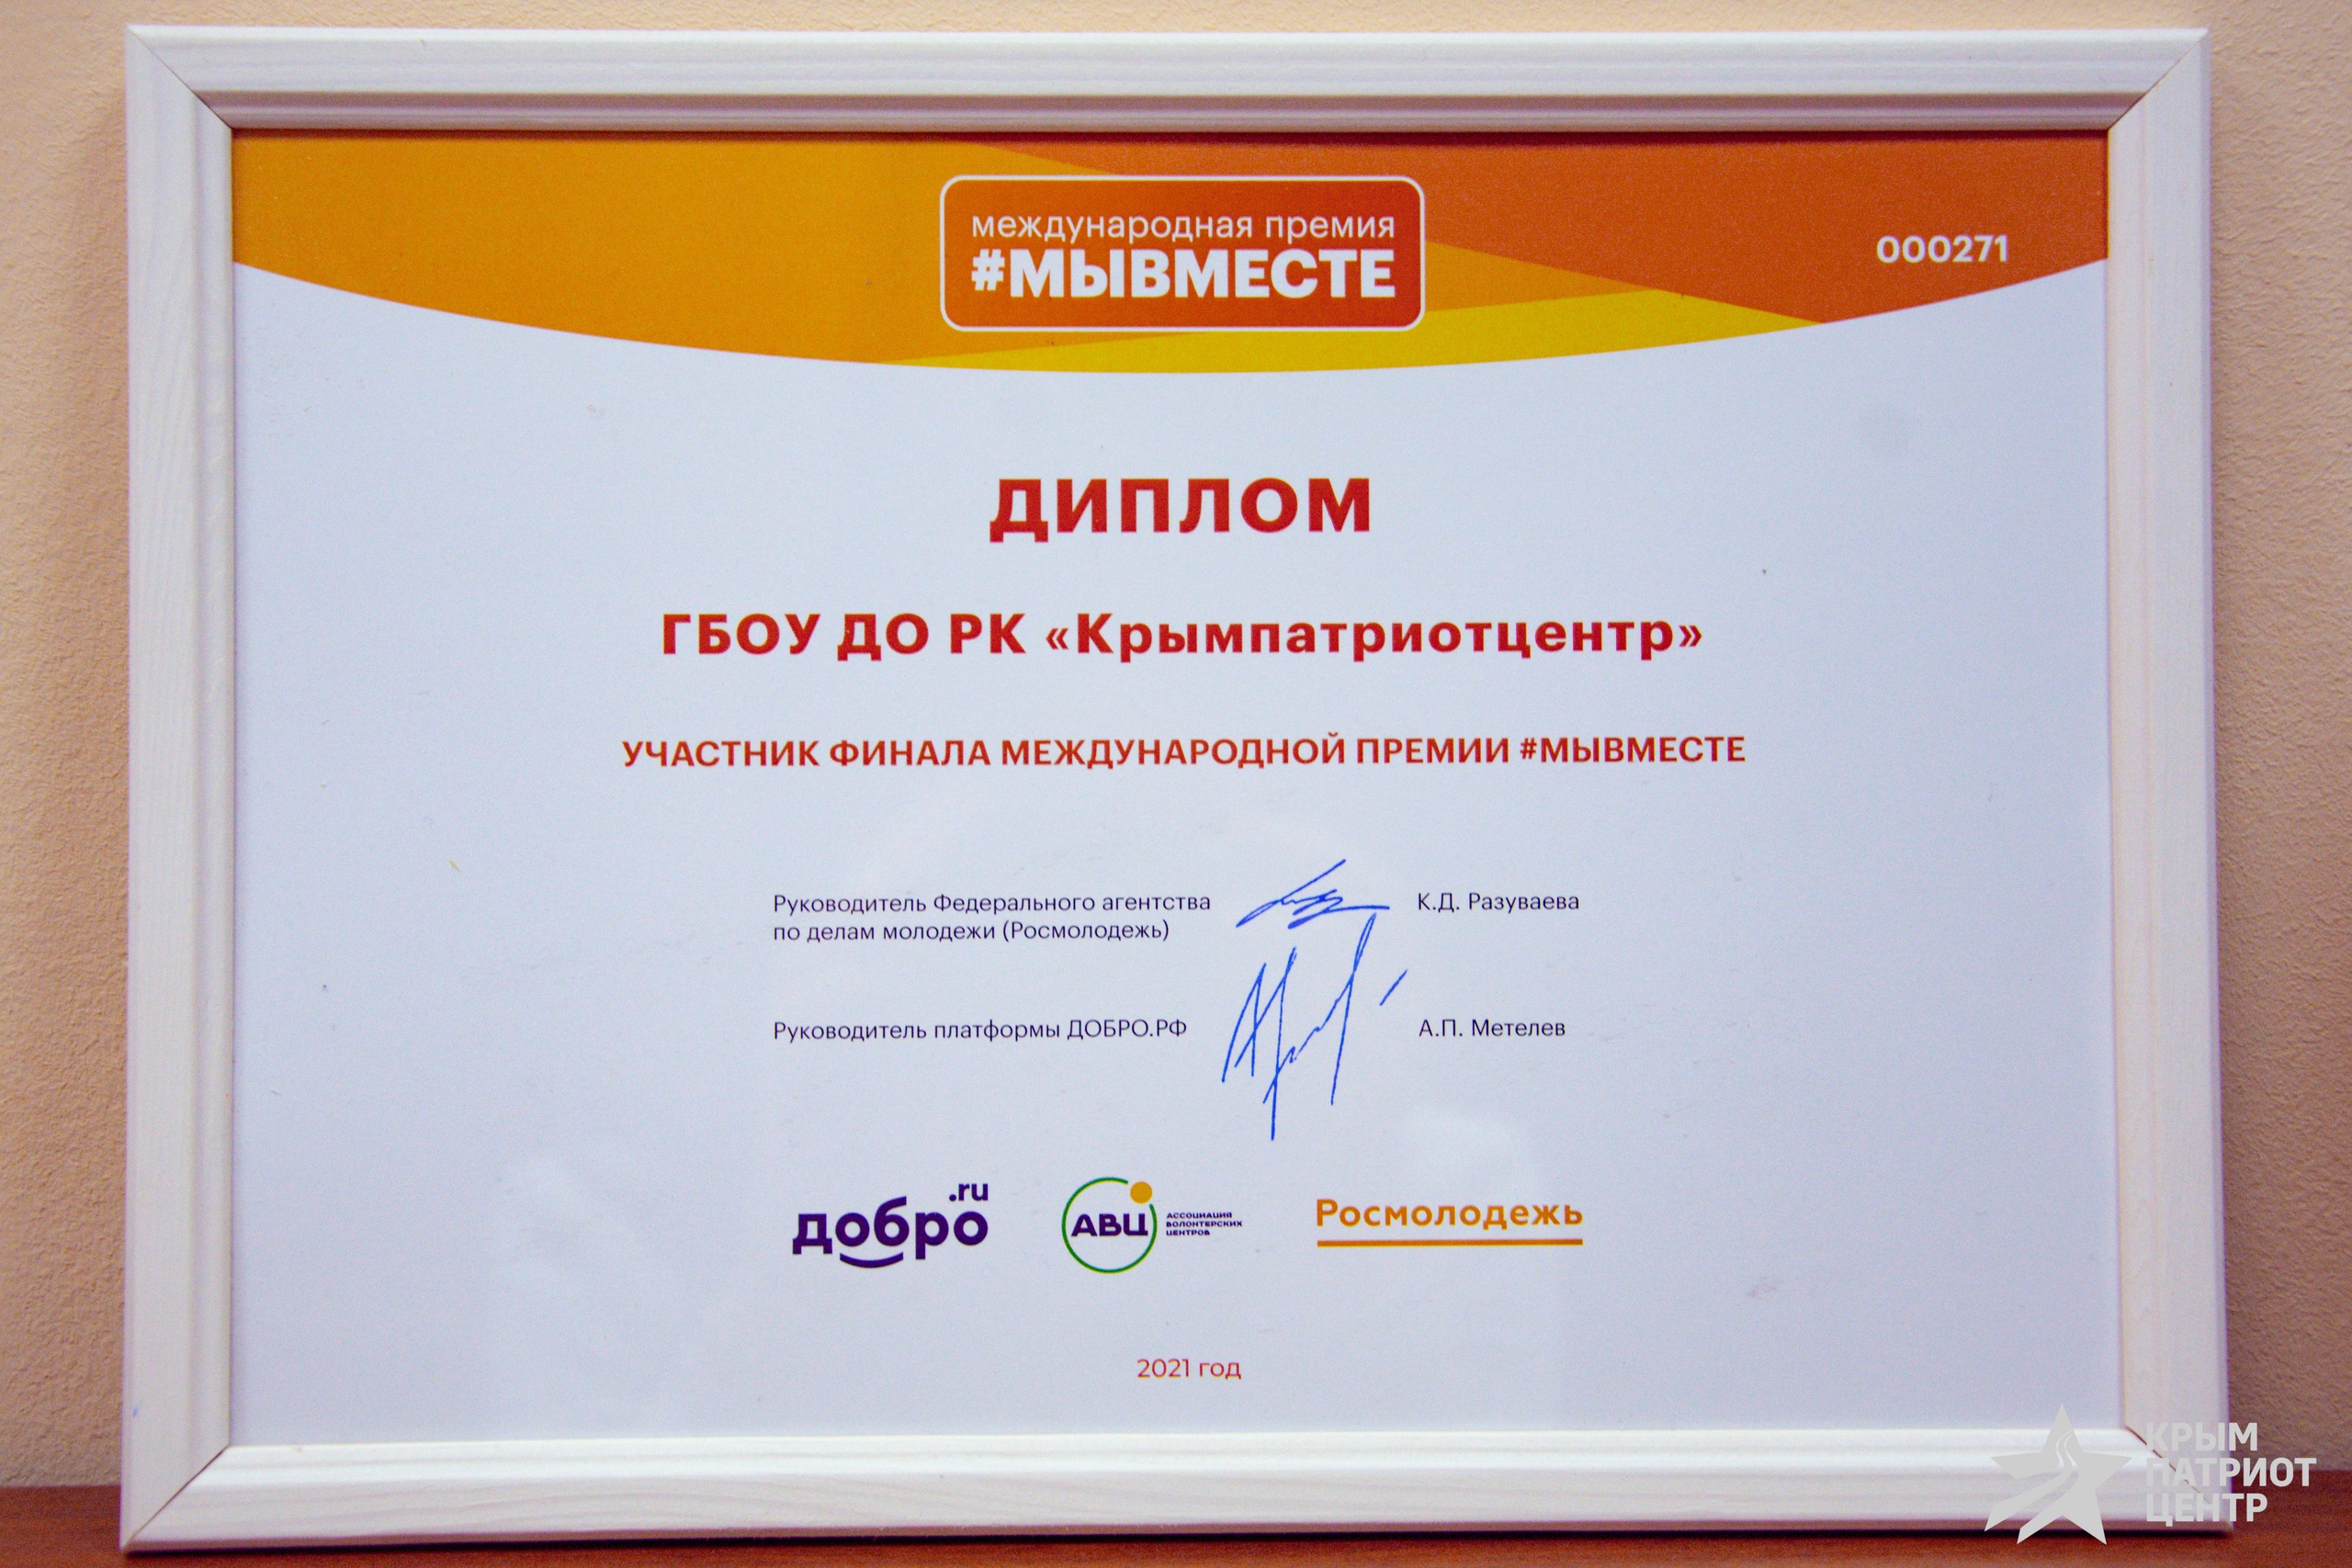 международная премия
#МЫВМЕСТЕ
000271
ДИПЛОМ
ГБОУ ДО РК «Крымпатриотцентр»
УЧАСТНИК ФИНАЛА МЕЖДУНАРОДНОЙ ПРЕМИИ #МЫВМЕСТЕ
Руководитель Федерального агентства
по делам молодежи (Росмолодежь)
К.Д. Разуваева
Руководитель платформы ДОБРО.РФ
А.П. Метелев
.ru
добро
АВЦ
АССОЦИАЦИЯ
ВОЛОНТЕРСКИХ
ЦЕНТРОВ
Росмолодежь
2021 год
КРЫМ
ПАТРИОТ
ЦЕНТР